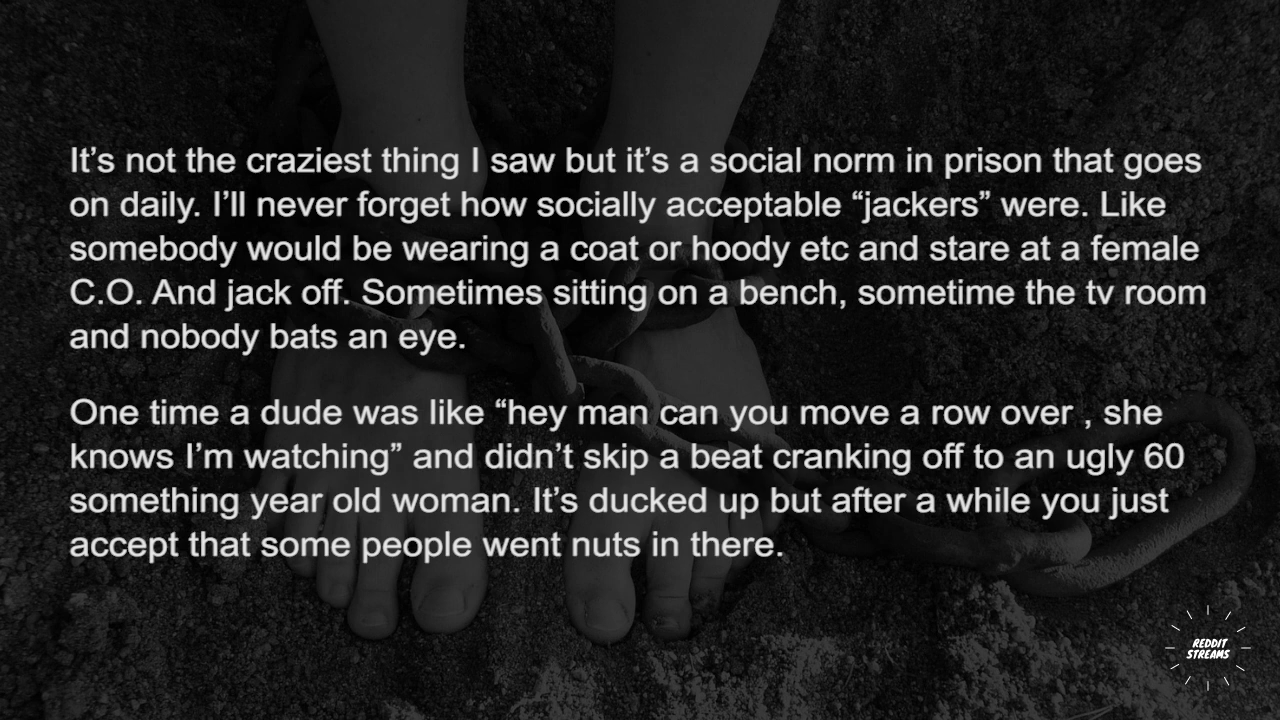 It’s not the craziest thing I saw but it’s a social norm in prison that goes
on daily. I’ll never forget how socially acceptable “jackers” were. Like
somebody would be wearing a coat or hoody etc and stare at a female
C.O. And jack off. Sometimes sitting on a bench, sometime the tv room
and nobody bats an eye.
One time a dude was like “hey man can you move a row over , she
knows I’m watching” and didn’t skip a beat cranking off to an ugly 60
something year old woman. It’s ducked up but after a while you just
accept that some people went nuts in there.
REDDIT
STREAMS